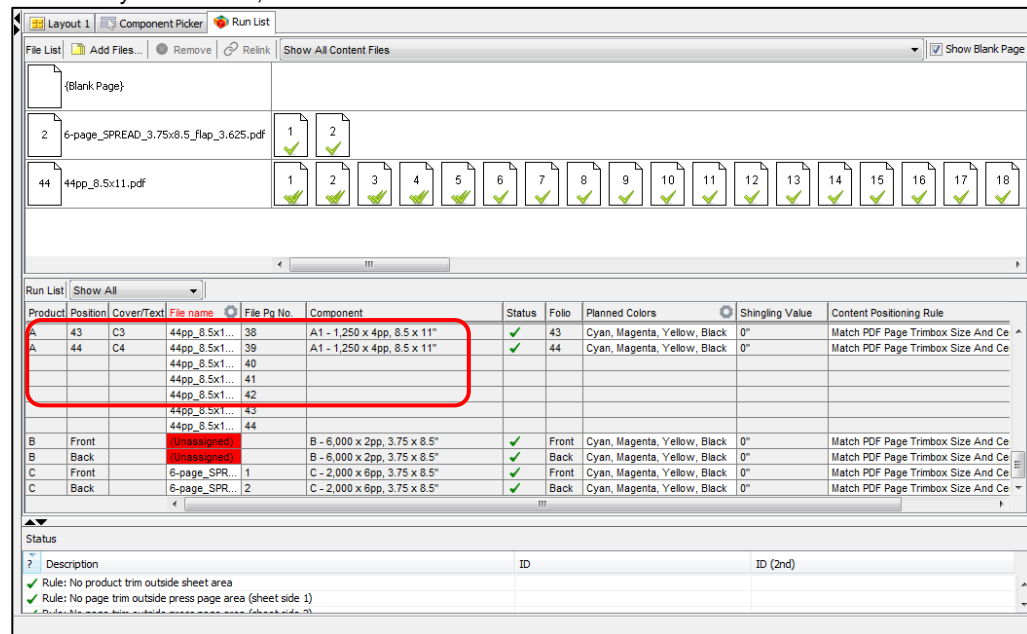 Layout 1 Component Picker Run List
File List Add Files... Remove Relink Show All Content Files Show Blank Page
{Blank Page}
2 6-page_SPREAD_3.75x8.5_flap_3.625.pdf 1 2
44 44pp_8.5x11.pdf 1 2 3 4 5 6 7 8 9 10 11 12 13 14 15 16 17 18
Run List Show All
Product Position Cover/Text File name File Pg No. Component Status Folio Planned Colors Shingling Value Content Positioning Rule
A 43 C3 44pp_8.5x1... 38 A1 - 1,250 x 4pp, 8.5 x 11" 43 Cyan, Magenta, Yellow, Black 0" Match PDF Page Trimbox Size And Ce
A 44 C4 44pp_8.5x1... 39 A1 - 1,250 x 4pp, 8.5 x 11" 44 Cyan, Magenta, Yellow, Black 0" Match PDF Page Trimbox Size And Ce
44pp_8.5x1... 40
44pp_8.5x1... 41
44pp_8.5x1... 42
44pp_8.5x1... 43
44pp_8.5x1... 44
B Front (Unassigned) B - 6,000 x 2pp, 3.75 x 8.5" Front Cyan, Magenta, Yellow, Black 0" Match PDF Page Trimbox Size And Ce
B Back (Unassigned) B - 6,000 x 2pp, 3.75 x 8.5" Back Cyan, Magenta, Yellow, Black 0" Match PDF Page Trimbox Size And Ce
C Front 6-page_SPR... 1 C - 2,000 x 6pp, 3.75 x 8.5" Front Cyan, Magenta, Yellow, Black 0" Match PDF Page Trimbox Size And Ce
C Back 6-page_SPR... 2 C - 2,000 x 6pp, 3.75 x 8.5" Back Cyan, Magenta, Yellow, Black 0" Match PDF Page Trimbox Size And Ce
Status
? Description ID ID (2nd)
Rule: No product trim outside sheet area
Rule: No page trim outside press page area (sheet side 1)